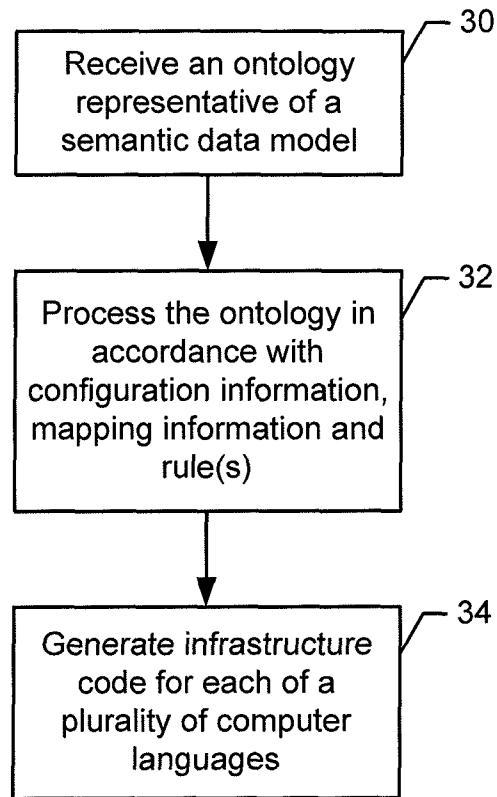 30
Receive an ontology
representative of a
semantic data model
32
Process the ontology in
accordance with
configuration information,
mapping information and
rule(s)
34
Generate infrastructure
code for each of a
plurality of computer
languages